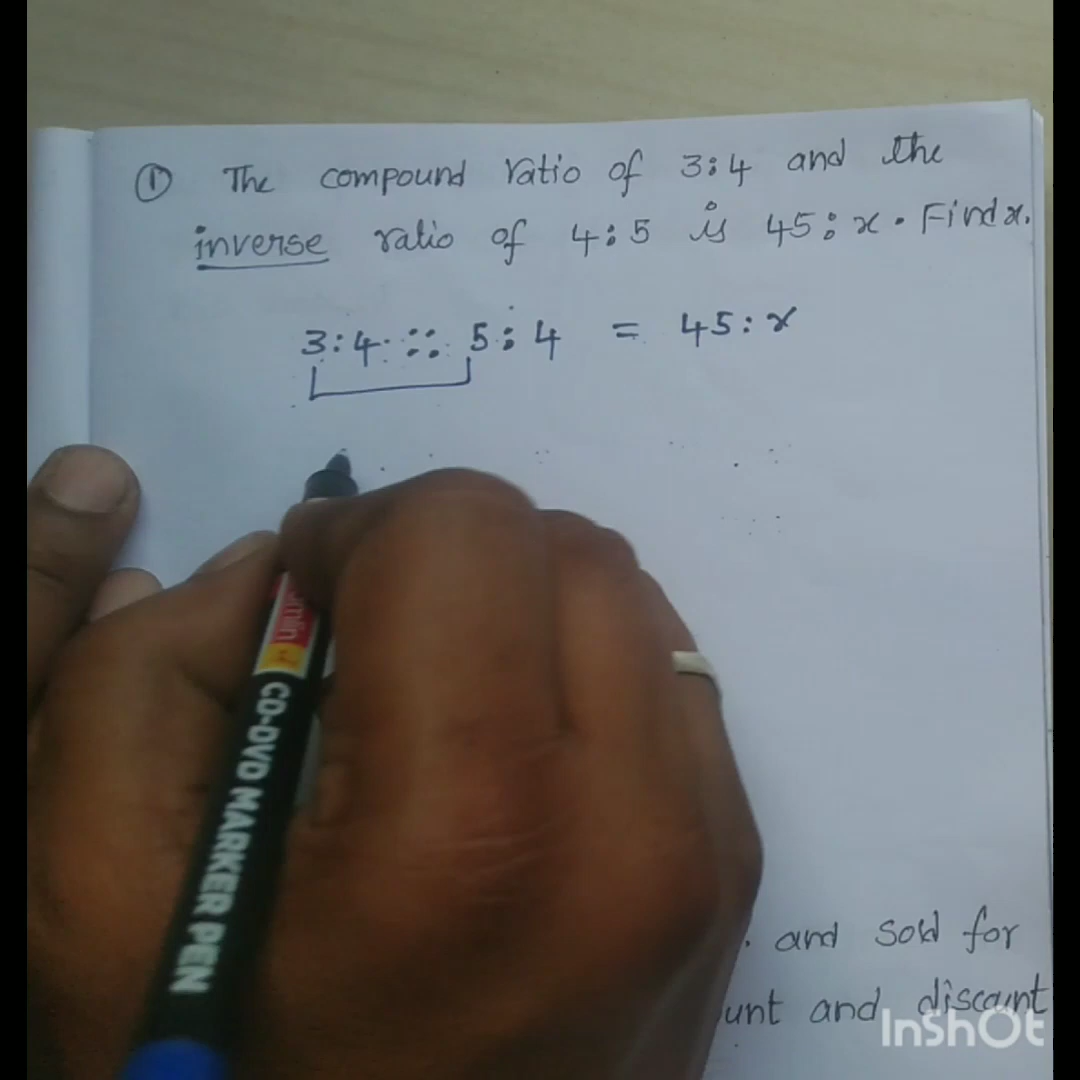 ① The compound ratio of 3:4 and the
inverse ratio of 4:5 is 45:x. Find x.
3:4 :: 5:4 = 45:x
CD-DVD MARKER PEN
and sold for
unt and discount
InShOt